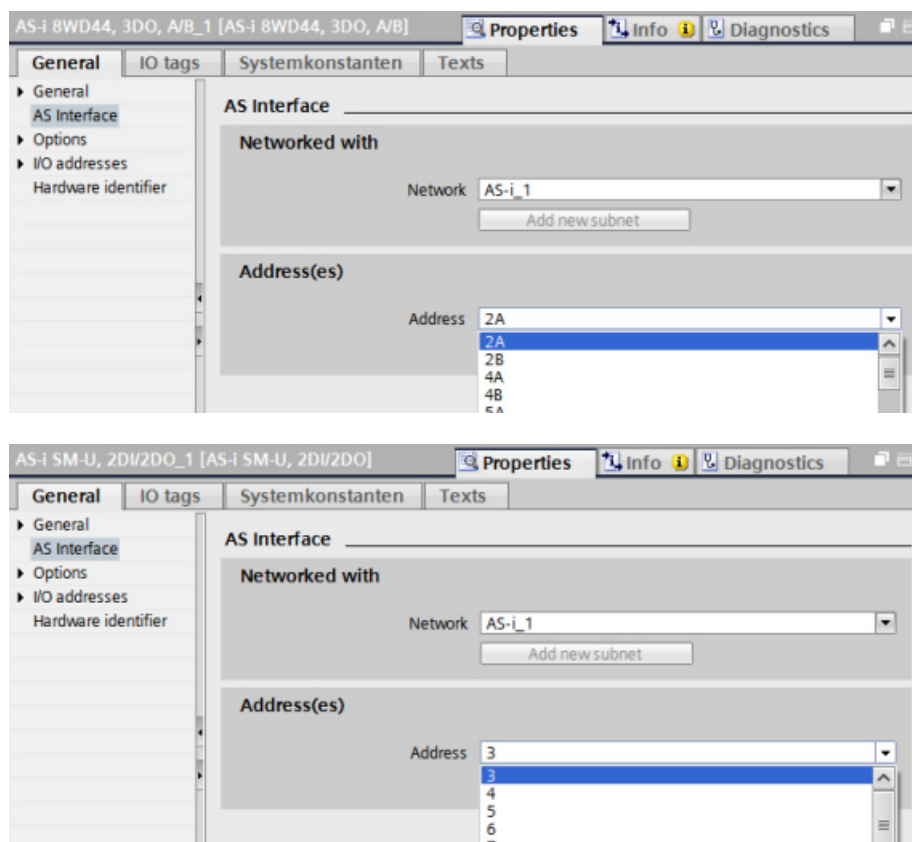 AS-i 8WD44, 3DO, A/B_1 [AS-i 8WD44, 3DO, A/B]
Properties
Info
Diagnostics
General
IO tags
Systemkonstanten
Texts
General
AS Interface
Options
I/O addresses
Hardware identifier
AS Interface
Networked with
Network AS-i_1
Add new subnet
Address(es)
Address 2A
2A
2B
4A
4B
5A
AS-i SM-U, 2DI/2DO_1 [AS-i SM-U, 2DI/2DO]
Properties
Info
Diagnostics
General
IO tags
Systemkonstanten
Texts
General
AS Interface
Options
I/O addresses
Hardware identifier
AS Interface
Networked with
Network AS-i_1
Add new subnet
Address(es)
Address 3
3
4
5
6